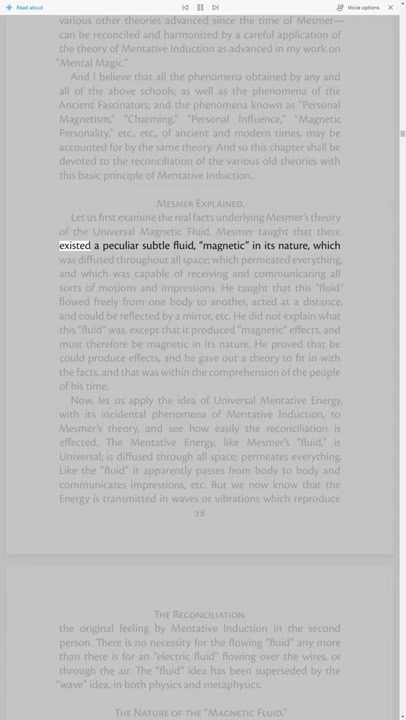 Read aloud
Voice options
various other theories advanced since the time of Mesmer—
can be reconciled and harmonized by a careful application of
the theory of Mentative Induction as advanced in my work on
“Mental Magic.”
And I believe that all the phenomena obtained by any and
all of the above schools; as well as the phenomena of the
Ancient Fascinators; and the phenomena known as “Personal
Magnetism,” “Charming,” “Personal Influence,” “Magnetic
Personality,” etc., etc., of ancient and modern times, may be
accounted for by the same theory. And so this chapter shall be
devoted to the reconciliation of the various old theories with
this basic principle of Mentative Induction.
Mesmer Explained.
Let us first examine the real facts underlying Mesmer’s theory
of the Universal Magnetic Fluid. Mesmer taught that there
existed a peculiar subtle fluid, “magnetic” in its nature, which
was diffused throughout all space; which permeated everything,
and which was capable of receiving and communicating all
sorts of motions and impressions. He taught that this “fluid”
flowed freely from one body to another, acted at a distance,
and could be reflected by a mirror, etc. He did not explain what
this “fluid” was, except that it produced “magnetic” effects, and
must therefore be magnetic in its nature. He proved that be
could produce effects, and he gave out a theory to fit in with
the facts, and that was within the comprehension of the people
of his time.
Now, let us apply the idea of Universal Mentative Energy,
with its incidental phenomena of Mentative Induction, to
Mesmer’s theory, and see how easily the reconciliation is
effected. The Mentative Energy, like Mesmer’s “fluid,” is
Universal; is diffused through all space; permeates everything.
Like the “fluid” it apparently passes from body to body and
communicates impressions, etc. But we now know that the
Energy is transmitted in waves or vibrations which reproduce
28
The Reconciliation.
the original feeling by Mentative Induction in the second
person. There is no necessity for the flowing “fluid” any more
than there is for an “electric fluid” flowing over the wires, or
through the air. The “fluid” idea has been superseded by the
“wave” idea, in both physics and metaphysics.
The Nature of the “Magnetic Fluid.”